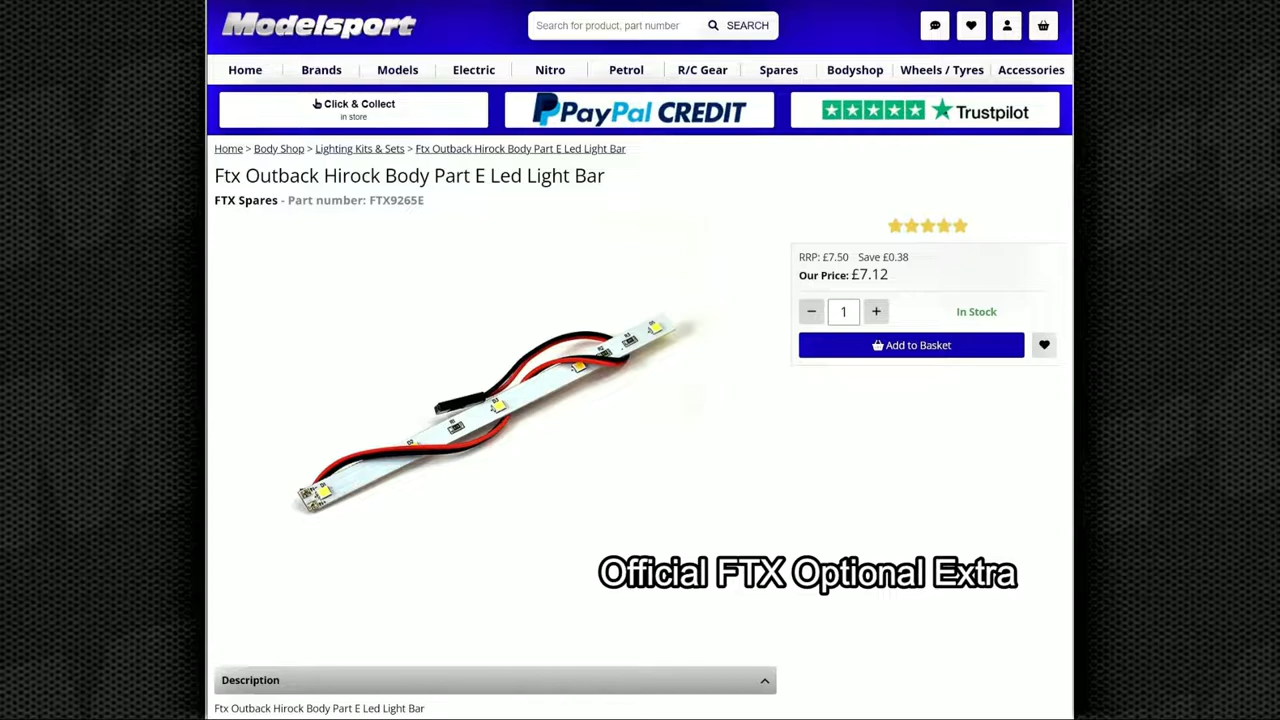 Modelsport
Search for product, part number
SEARCH
Home Brands Models Electric Nitro Petrol R/C Gear Spares Bodyshop Wheels / Tyres Accessories
Click & Collect
in store
PayPal CREDIT
Trustpilot
Home > Body Shop > Lighting Kits & Sets > Ftx Outback Hirock Body Part E Led Light Bar
Ftx Outback Hirock Body Part E Led Light Bar
FTX Spares - Part number: FTX9265E
RRP: £7.50 Save £0.38
Our Price: £7.12
− 1 +
In Stock
Add to Basket
Official FTX Optional Extra
Description
Ftx Outback Hirock Body Part E Led Light Bar